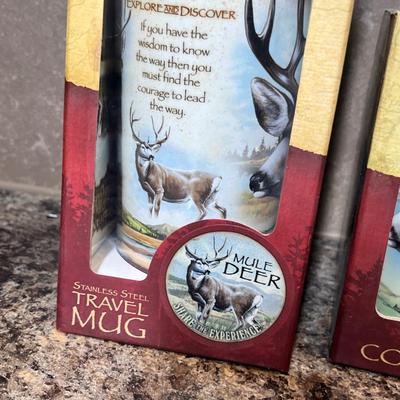 EXPLORE AND DISCOVER
If you have the
wisdom to know
the way then you
must find the
courage to lead
the way.
MULE
DEER
SHARE THE EXPERIENCE
STAINLESS STEEL
TRAVEL
MUG
CO